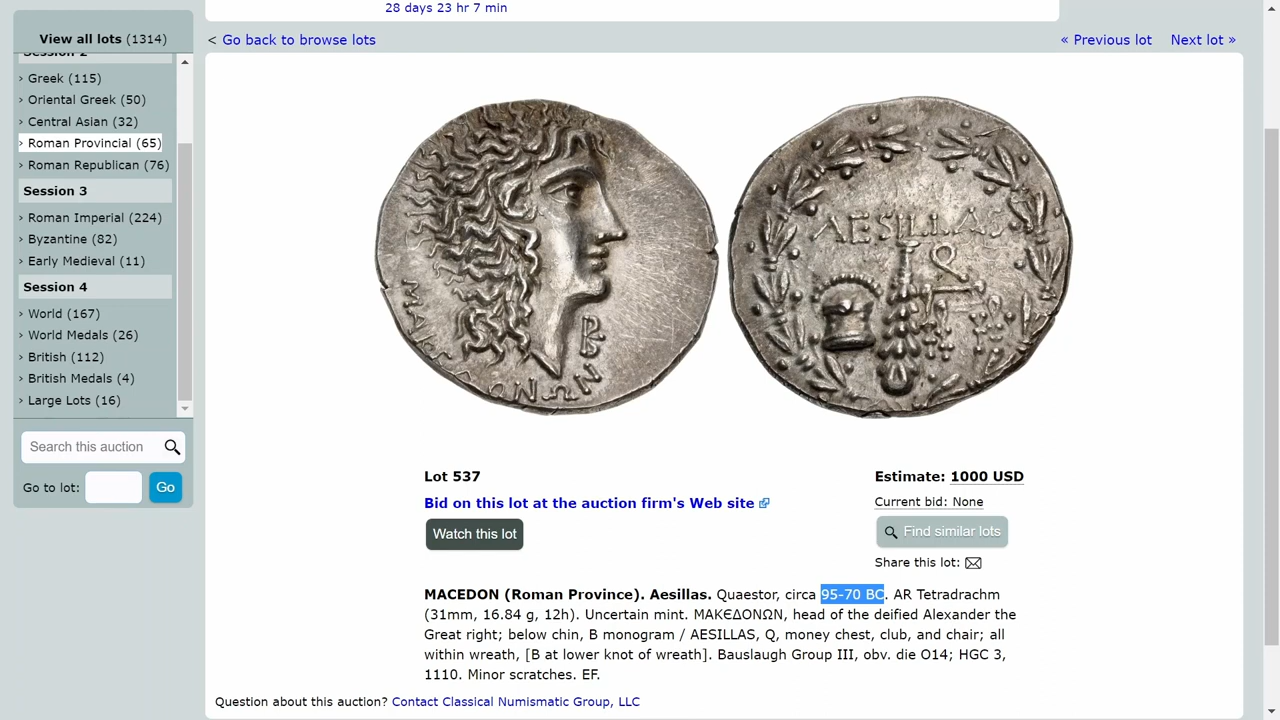 28 days 23 hr 7 min
View all lots (1314)
< Go back to browse lots
« Previous lot Next lot »
› Greek (115)
› Oriental Greek (50)
› Central Asian (32)
› Roman Provincial (65)
› Roman Republican (76)
Session 3
› Roman Imperial (224)
› Byzantine (82)
› Early Medieval (11)
Session 4
› World (167)
› World Medals (26)
› British (112)
› British Medals (4)
› Large Lots (16)
Search this auction
Go to lot: Go
AESILLAS
Q
Lot 537
Estimate: 1000 USD
Bid on this lot at the auction firm's Web site
Current bid: None
Watch this lot
Find similar lots
Share this lot:
MACEDON (Roman Province). Aesillas. Quaestor, circa 95-70 BC. AR Tetradrachm
(31mm, 16.84 g, 12h). Uncertain mint. ΜΑΚЄΔΟΝΩΝ, head of the deified Alexander the
Great right; below chin, B monogram / AESILLAS, Q, money chest, club, and chair; all
within wreath, [B at lower knot of wreath]. Bauslaugh Group III, obv. die O14; HGC 3,
1110. Minor scratches. EF.
Question about this auction? Contact Classical Numismatic Group, LLC